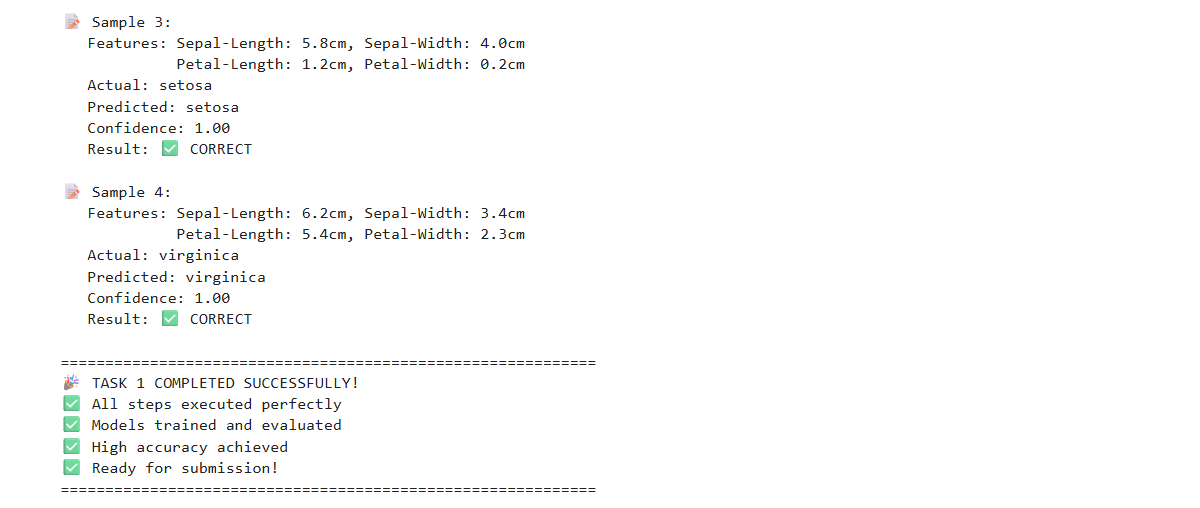 📝 Sample 3:
Features: Sepal-Length: 5.8cm, Sepal-Width: 4.0cm
Petal-Length: 1.2cm, Petal-Width: 0.2cm
Actual: setosa
Predicted: setosa
Confidence: 1.00
Result: ✅ CORRECT
📝 Sample 4:
Features: Sepal-Length: 6.2cm, Sepal-Width: 3.4cm
Petal-Length: 5.4cm, Petal-Width: 2.3cm
Actual: virginica
Predicted: virginica
Confidence: 1.00
Result: ✅ CORRECT
============================================================
🎉 TASK 1 COMPLETED SUCCESSFULLY!
✅ All steps executed perfectly
✅ Models trained and evaluated
✅ High accuracy achieved
✅ Ready for submission!
============================================================